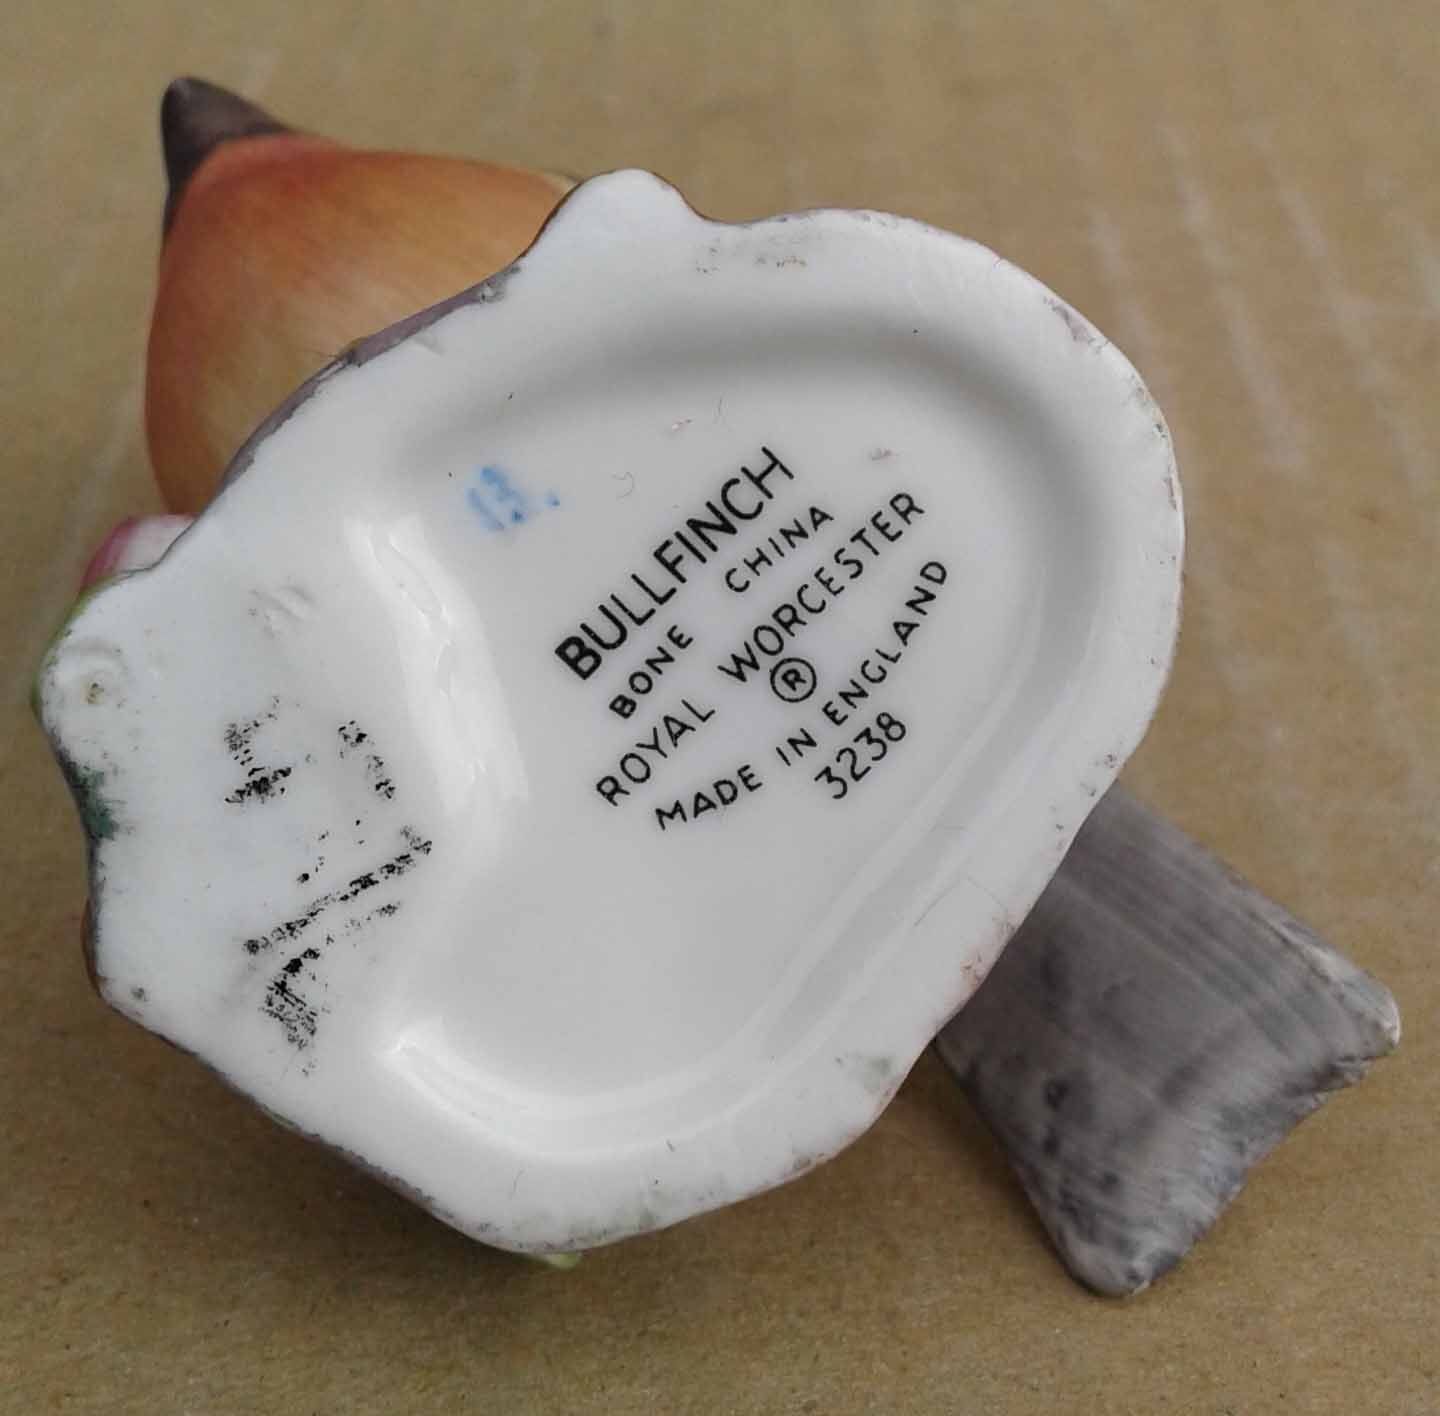 BULLFINCH
BONE CHINA
ROYAL WORCESTER
®
MADE IN ENGLAND
3238